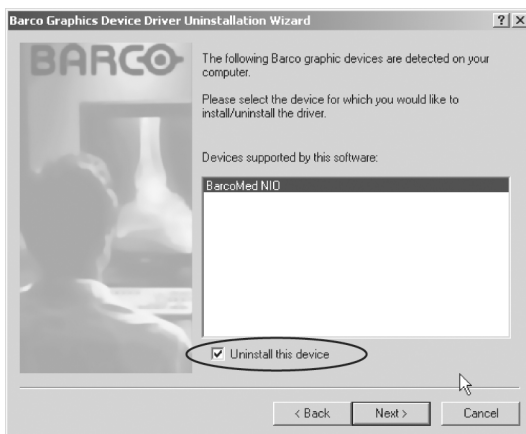 Barco Graphics Device Driver Uninstallation Wizard
BARCO
The following Barco graphic devices are detected on your
computer.
Please select the device for which you would like to
install/uninstall the driver.
Devices supported by this software:
BarcoMed NIO
Uninstall this device
< Back
Next >
Cancel